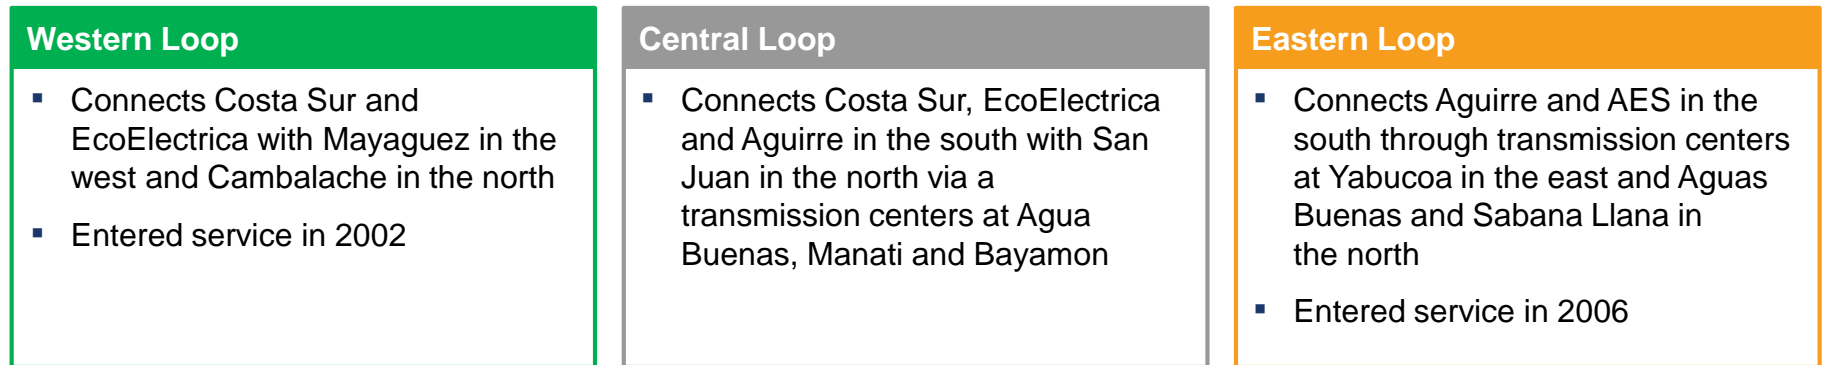 Western Loop
▪ Connects Costa Sur and
EcoElectrica with Mayaguez in the
west and Cambalache in the north
▪ Entered service in 2002
Central Loop
▪ Connects Costa Sur, EcoElectrica
and Aguirre in the south with San
Juan in the north via a
transmission centers at Agua
Buenas, Manati and Bayamon
Eastern Loop
▪ Connects Aguirre and AES in the
south through transmission centers
at Yabucoa in the east and Aguas
Buenas and Sabana Llana in
the north
▪ Entered service in 2006